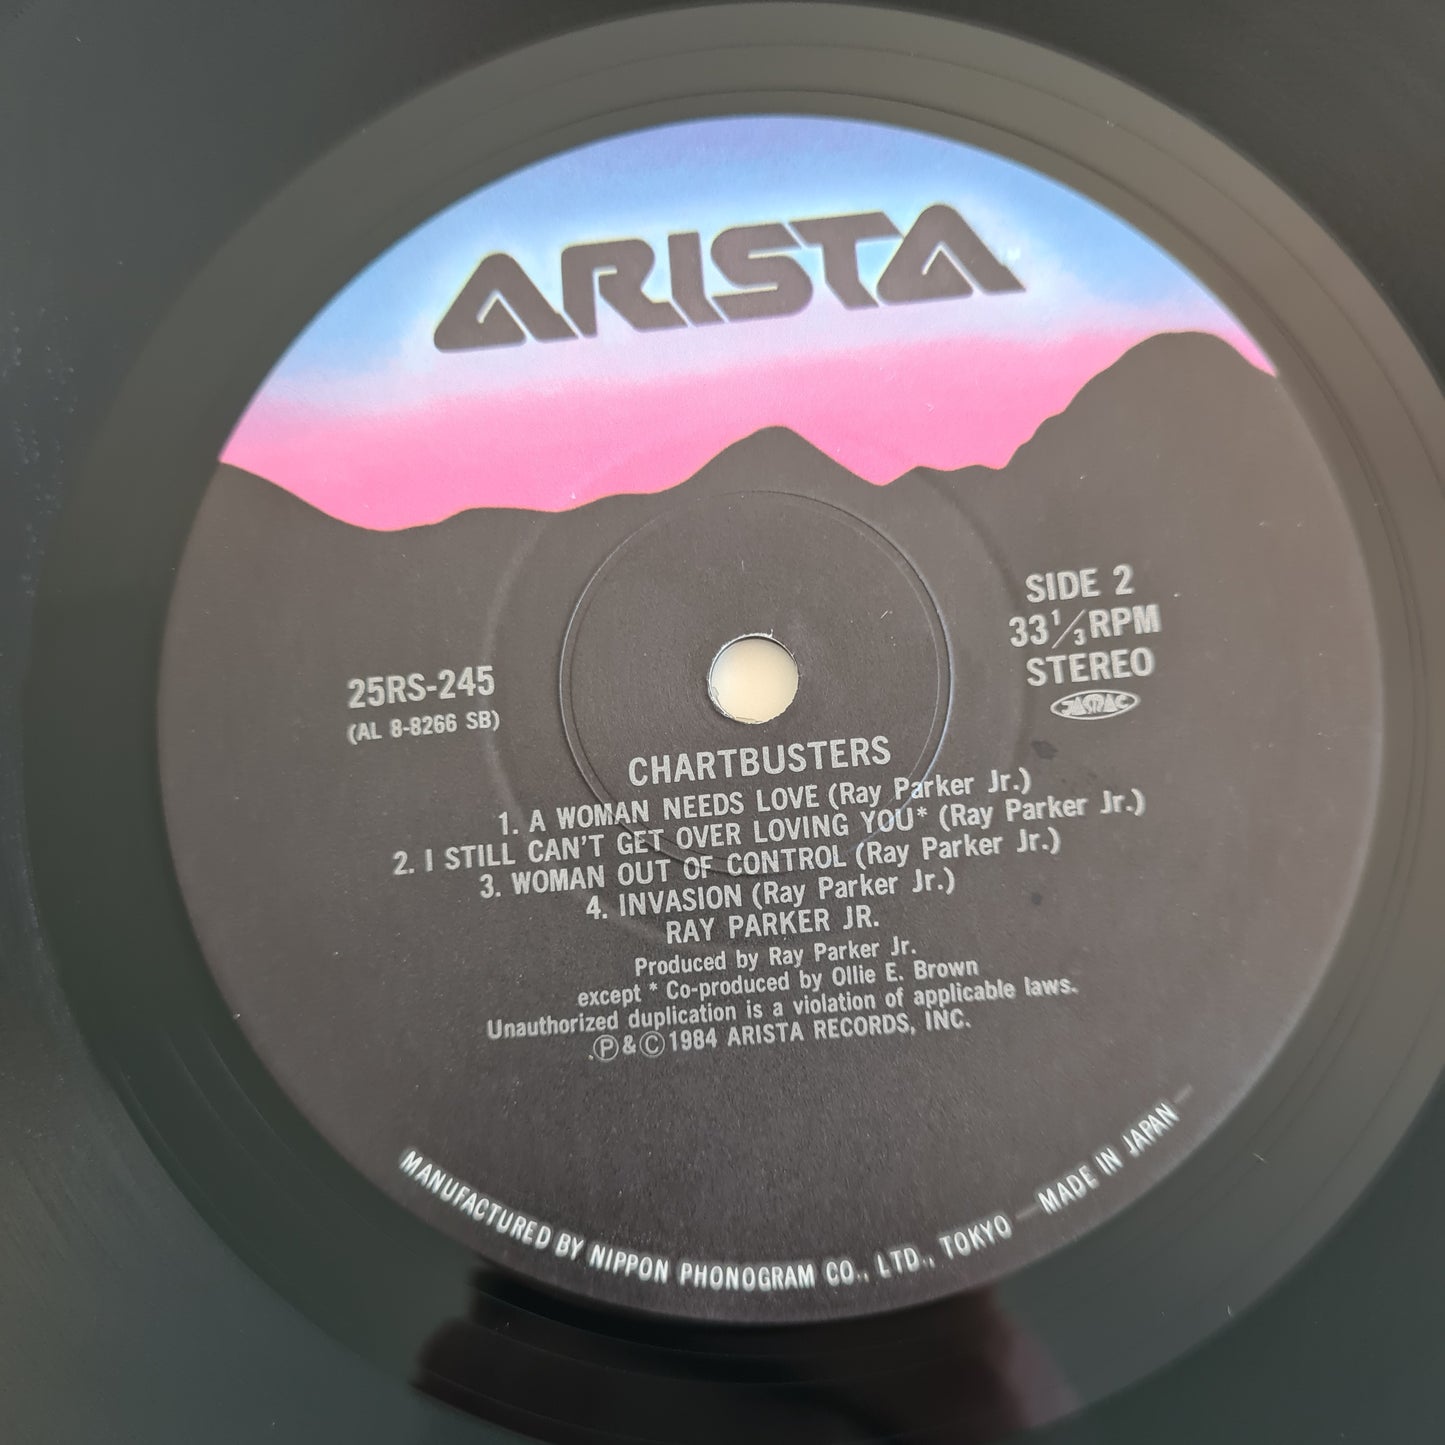 ARISTA
SIDE 2
33 1/3 RPM
STEREO
JASRAC
25RS-245
(AL 8-8266 SB)
CHARTBUSTERS
1. A WOMAN NEEDS LOVE (Ray Parker Jr.)
2. I STILL CAN'T GET OVER LOVING YOU* (Ray Parker Jr.)
3. WOMAN OUT OF CONTROL (Ray Parker Jr.)
4. INVASION (Ray Parker Jr.)
RAY PARKER JR.
Produced by Ray Parker Jr.
except * Co-produced by Ollie E. Brown
Unauthorized duplication is a violation of applicable laws.
Ⓟ&Ⓒ1984 ARISTA RECORDS, INC.
MANUFACTURED BY NIPPON PHONOGRAM CO., LTD., TOKYO — MADE IN JAPAN —